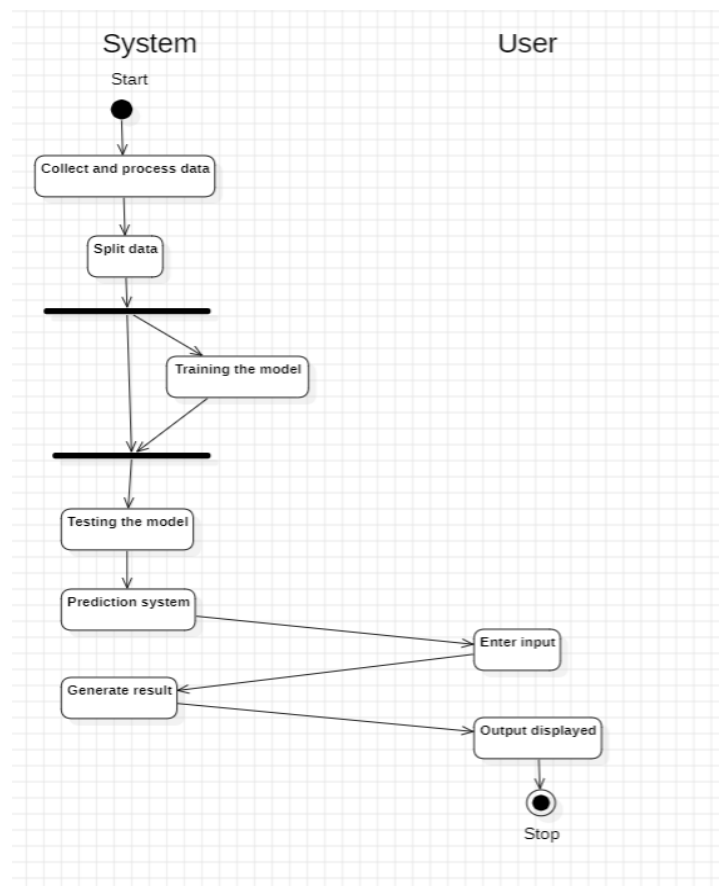 System
User
Start
Collect and process data
Split data
Training the model
Testing the model
Prediction system
Enter input
Generate result
Output displayed
Stop